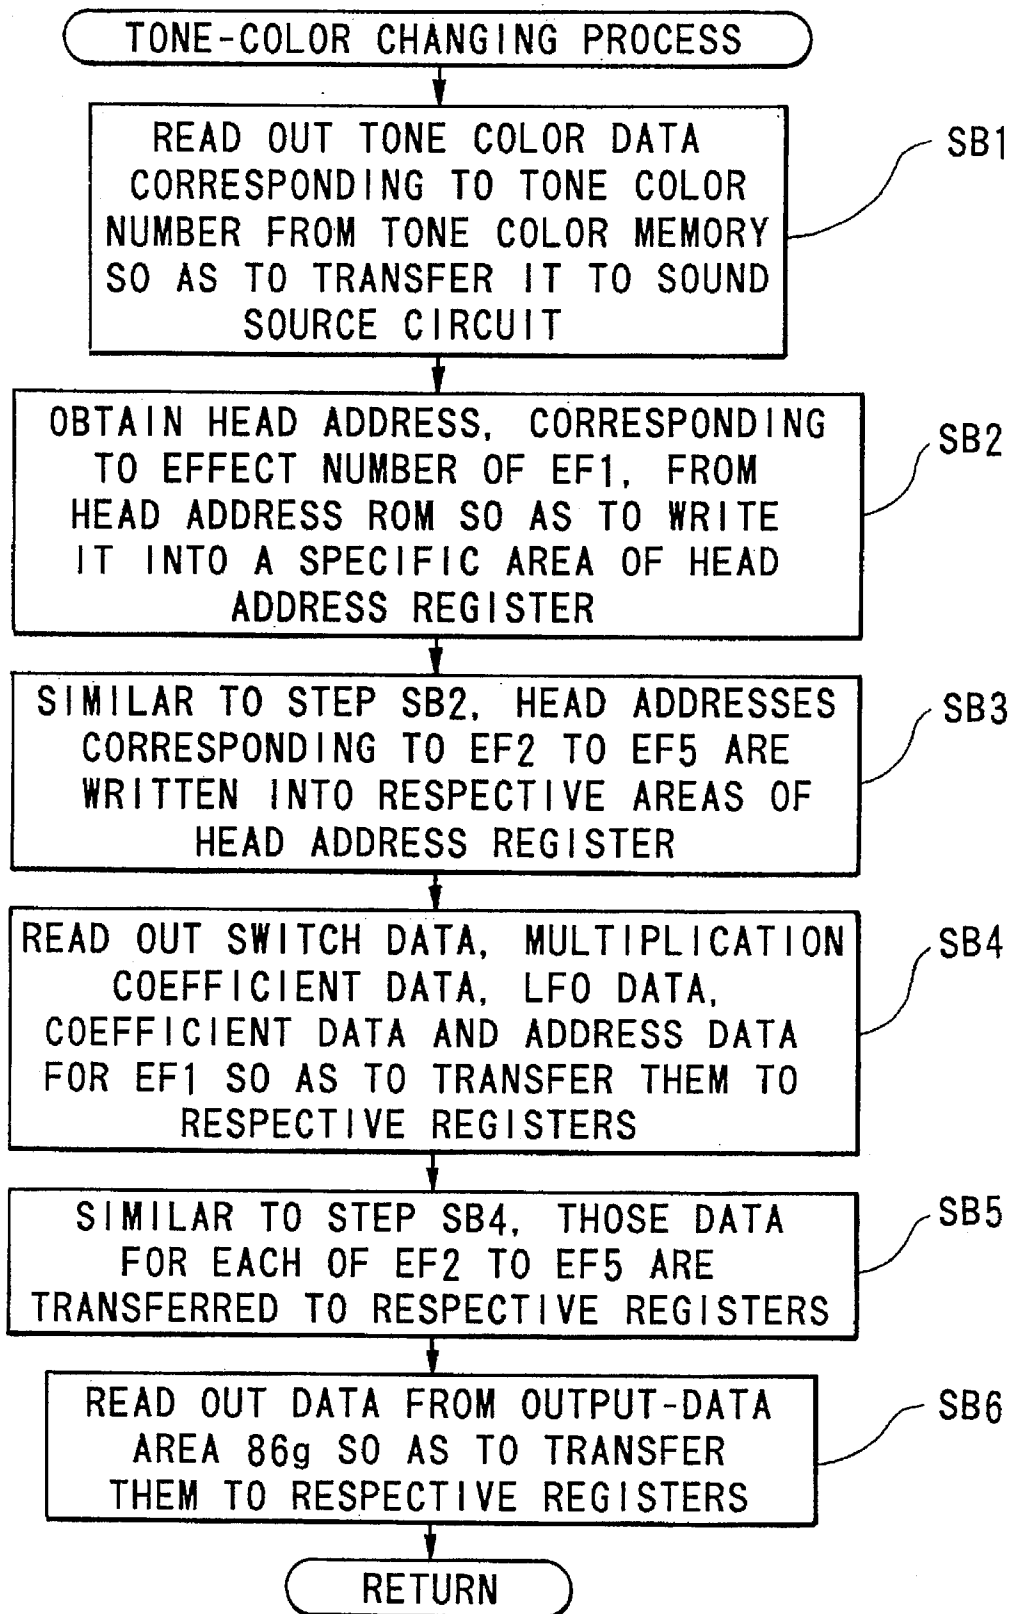 TONE-COLOR CHANGING PROCESS
READ OUT TONE COLOR DATA
CORRESPONDING TO TONE COLOR
NUMBER FROM TONE COLOR MEMORY
SO AS TO TRANSFER IT TO SOUND
SOURCE CIRCUIT
SB1
OBTAIN HEAD ADDRESS, CORRESPONDING
TO EFFECT NUMBER OF EF1, FROM
HEAD ADDRESS ROM SO AS TO WRITE
IT INTO A SPECIFIC AREA OF HEAD
ADDRESS REGISTER
SB2
SIMILAR TO STEP SB2, HEAD ADDRESSES
CORRESPONDING TO EF2 TO EF5 ARE
WRITTEN INTO RESPECTIVE AREAS OF
HEAD ADDRESS REGISTER
SB3
READ OUT SWITCH DATA, MULTIPLICATION
COEFFICIENT DATA, LFO DATA,
COEFFICIENT DATA AND ADDRESS DATA
FOR EF1 SO AS TO TRANSFER THEM TO
RESPECTIVE REGISTERS
SB4
SIMILAR TO STEP SB4, THOSE DATA
FOR EACH OF EF2 TO EF5 ARE
TRANSFERRED TO RESPECTIVE REGISTERS
SB5
READ OUT DATA FROM OUTPUT-DATA
AREA 86g SO AS TO TRANSFER
THEM TO RESPECTIVE REGISTERS
SB6
RETURN